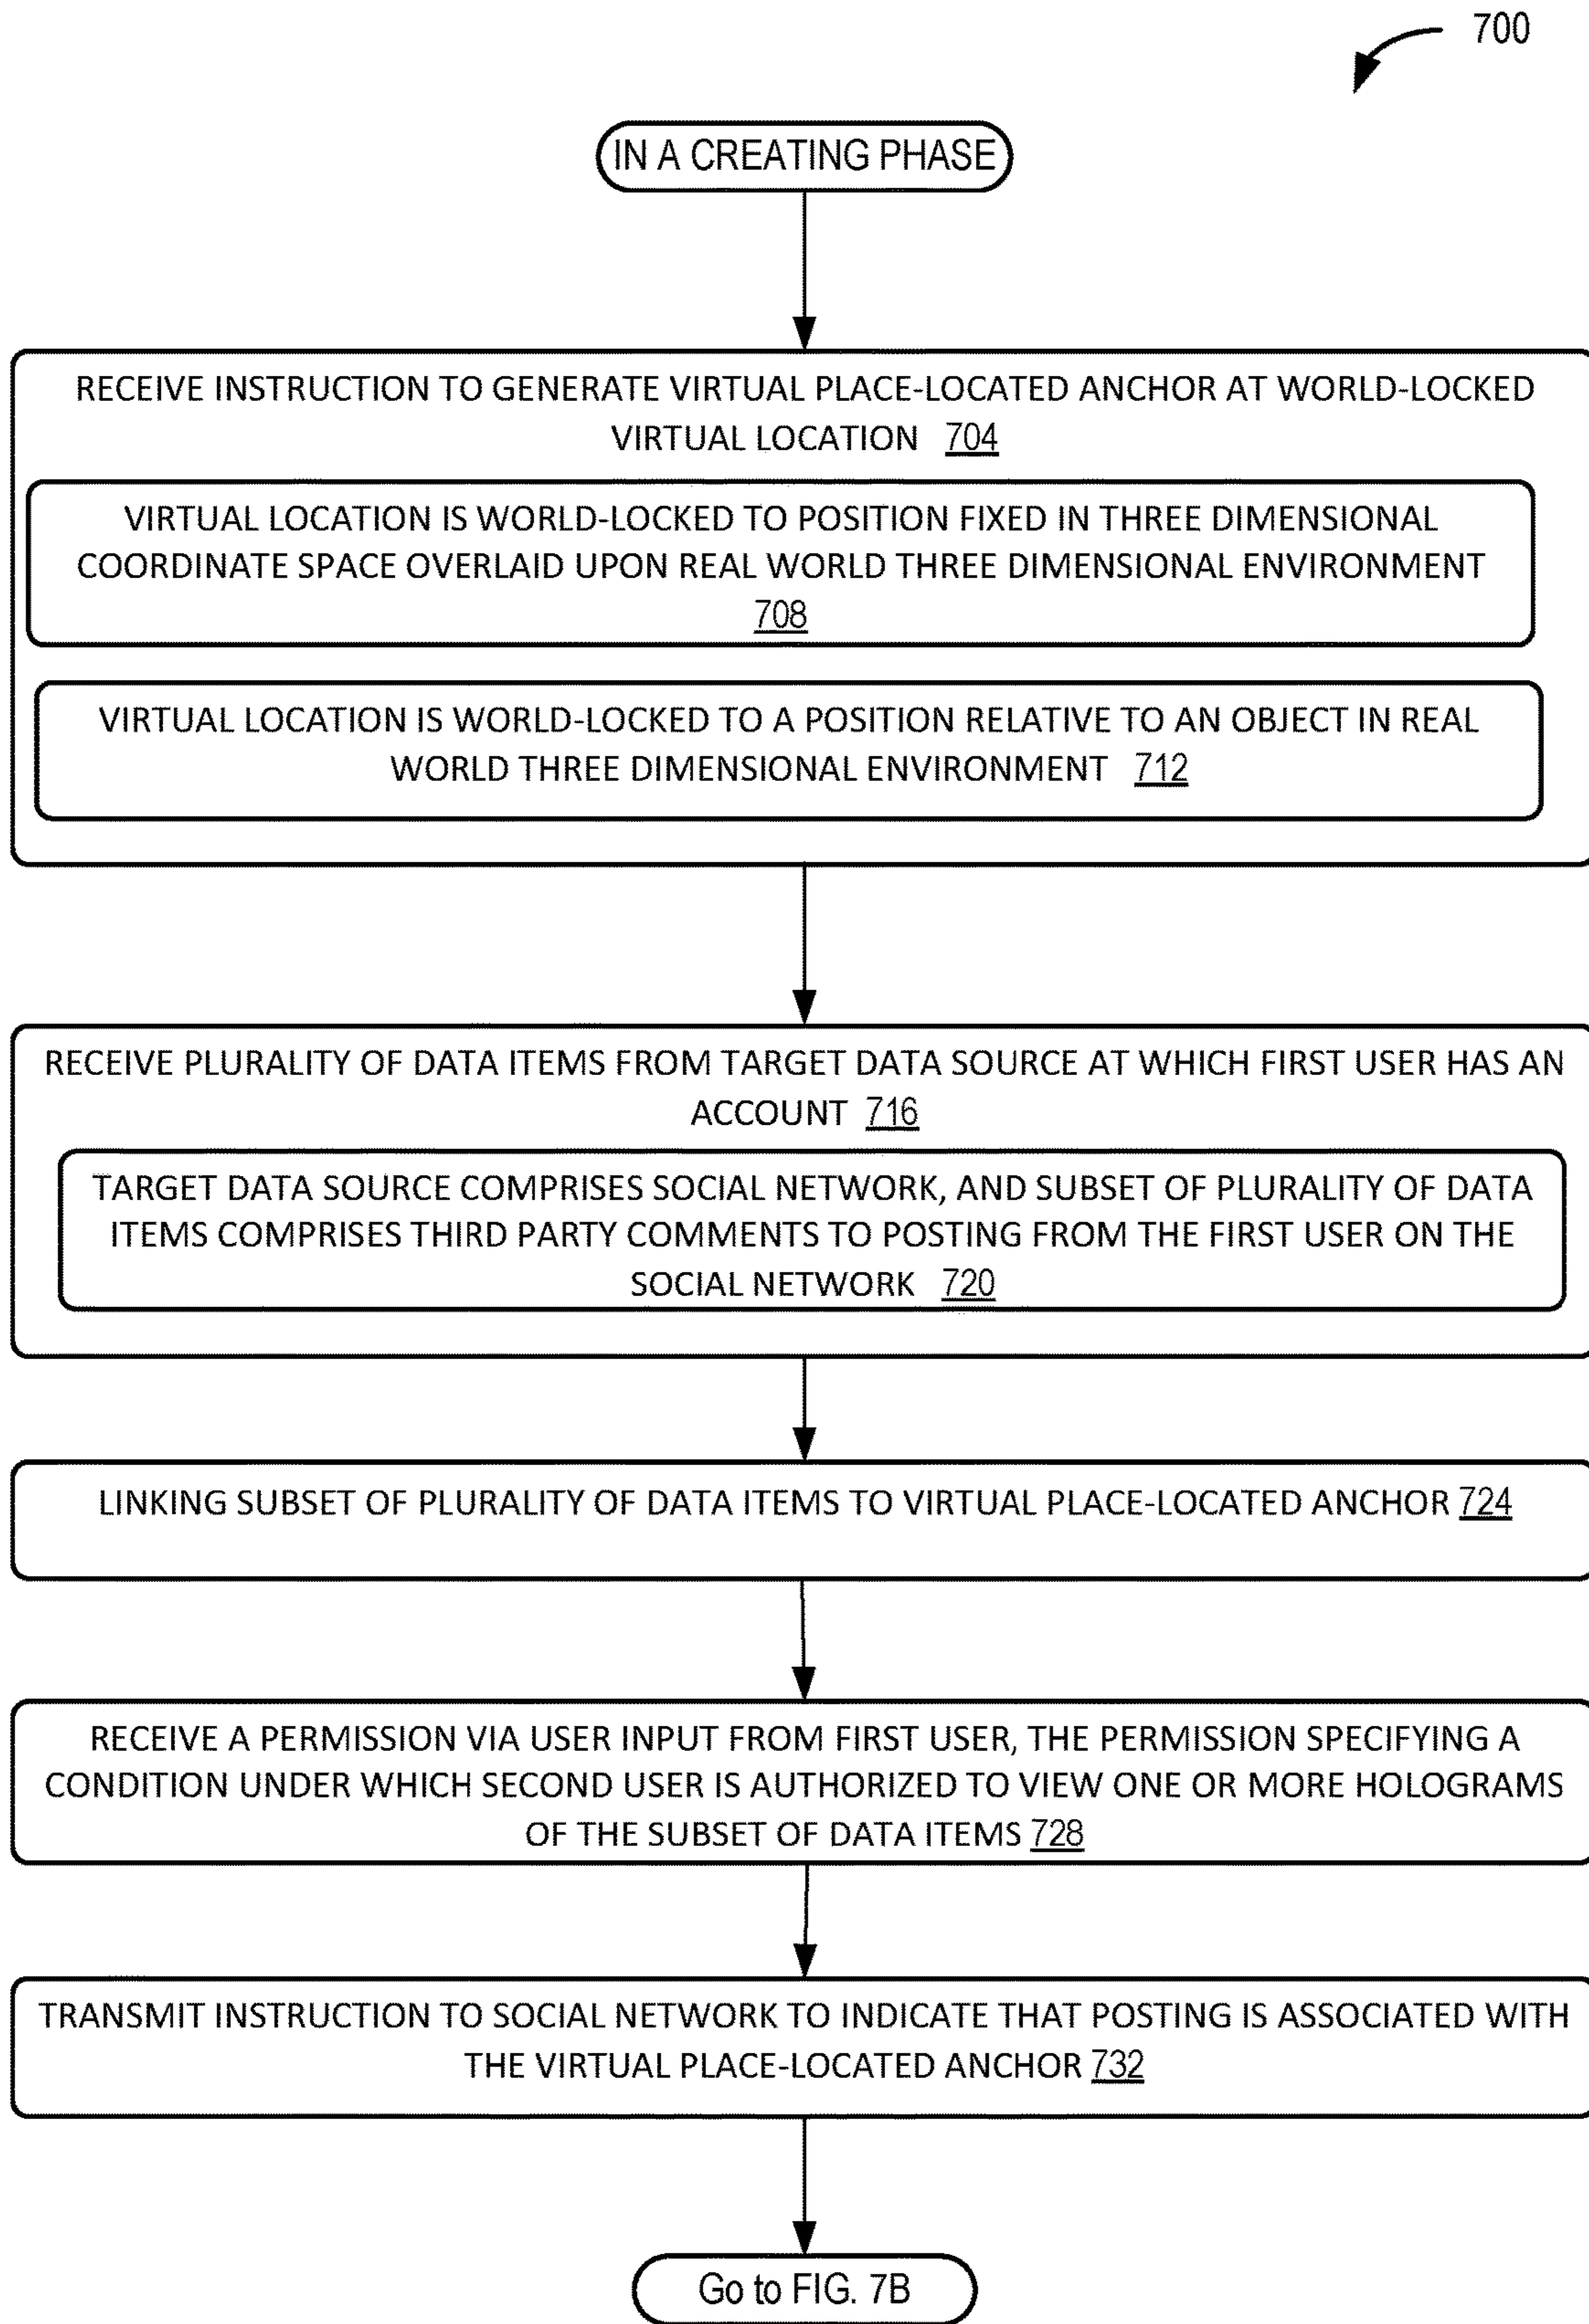 700
IN A CREATING PHASE
RECEIVE INSTRUCTION TO GENERATE VIRTUAL PLACE-LOCATED ANCHOR AT WORLD-LOCKED
VIRTUAL LOCATION 704
VIRTUAL LOCATION IS WORLD-LOCKED TO POSITION FIXED IN THREE DIMENSIONAL
COORDINATE SPACE OVERLAID UPON REAL WORLD THREE DIMENSIONAL ENVIRONMENT
708
VIRTUAL LOCATION IS WORLD-LOCKED TO A POSITION RELATIVE TO AN OBJECT IN REAL
WORLD THREE DIMENSIONAL ENVIRONMENT 712
RECEIVE PLURALITY OF DATA ITEMS FROM TARGET DATA SOURCE AT WHICH FIRST USER HAS AN
ACCOUNT 716
TARGET DATA SOURCE COMPRISES SOCIAL NETWORK, AND SUBSET OF PLURALITY OF DATA
ITEMS COMPRISES THIRD PARTY COMMENTS TO POSTING FROM THE FIRST USER ON THE
SOCIAL NETWORK 720
LINKING SUBSET OF PLURALITY OF DATA ITEMS TO VIRTUAL PLACE-LOCATED ANCHOR 724
RECEIVE A PERMISSION VIA USER INPUT FROM FIRST USER, THE PERMISSION SPECIFYING A
CONDITION UNDER WHICH SECOND USER IS AUTHORIZED TO VIEW ONE OR MORE HOLOGRAMS
OF THE SUBSET OF DATA ITEMS 728
TRANSMIT INSTRUCTION TO SOCIAL NETWORK TO INDICATE THAT POSTING IS ASSOCIATED WITH
THE VIRTUAL PLACE-LOCATED ANCHOR 732
Go to FIG. 7B